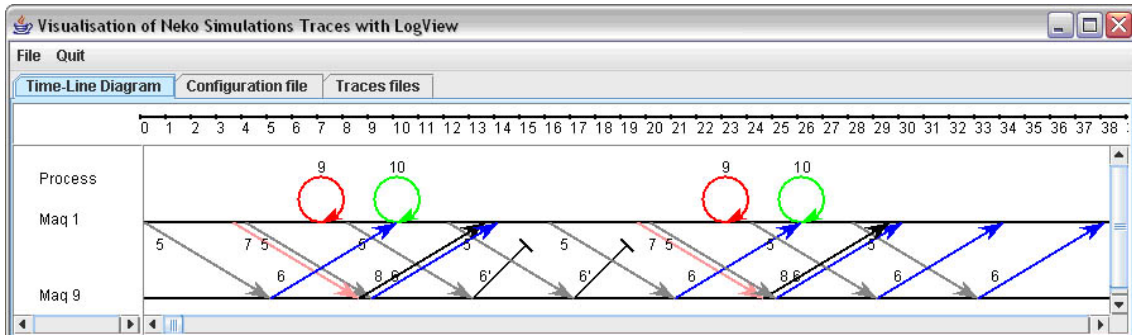 Visualisation of Neko Simulations Traces with LogView
File Quit
Time-Line Diagram Configuration file Traces files
0 1 2 3 4 5 6 7 8 9 10 11 12 13 14 15 16 17 18 19 20 21 22 23 24 25 26 27 28 29 30 31 32 33 34 35 36 37 38
9 10 9 10
Process
Maq 1
5 7 5 5 5 5 7 5 5 5
6 8 6 6' 6' 6 8 6 6 6
Maq 9